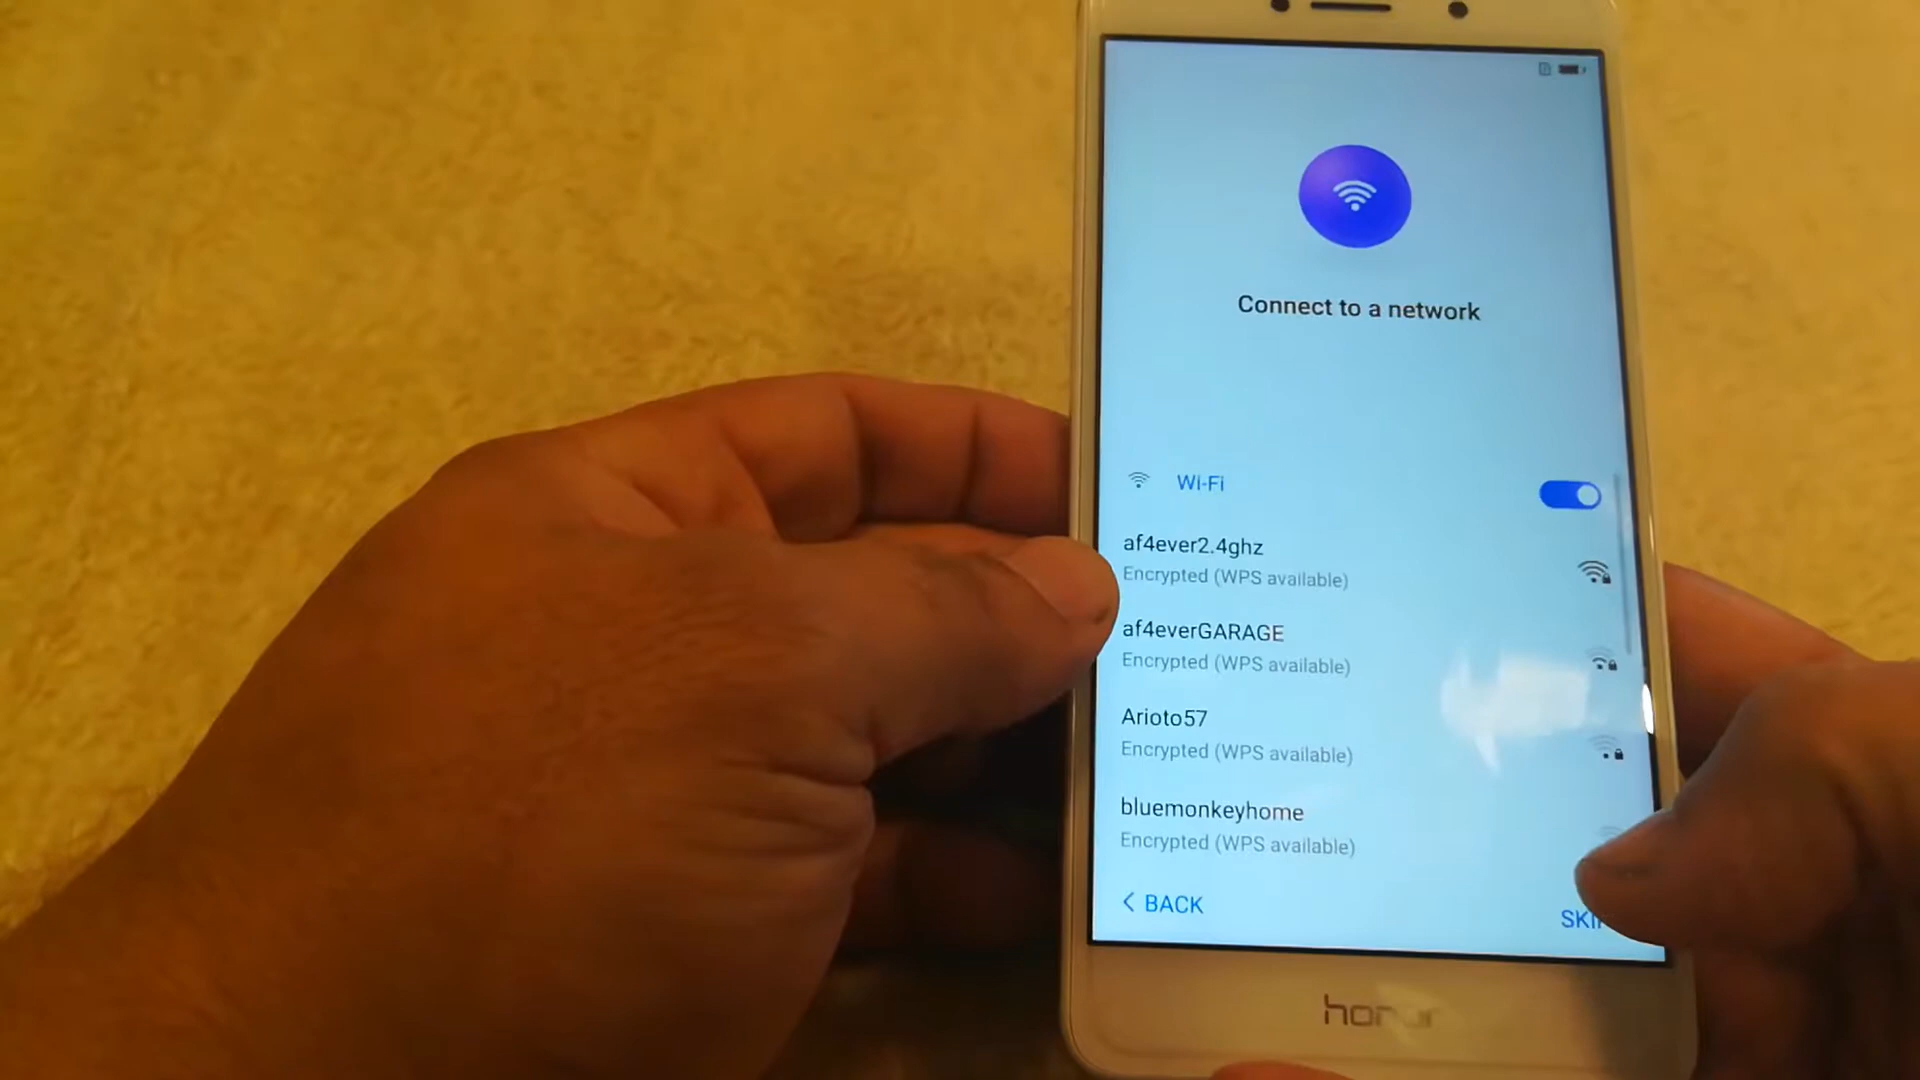 Connect to a network
Wi-Fi
af4ever2.4ghz
Encrypted (WPS available)
af4everGARAGE
Encrypted (WPS available)
Arioto57
Encrypted (WPS available)
bluemonkeyhome
Encrypted (WPS available)
< BACK
honor